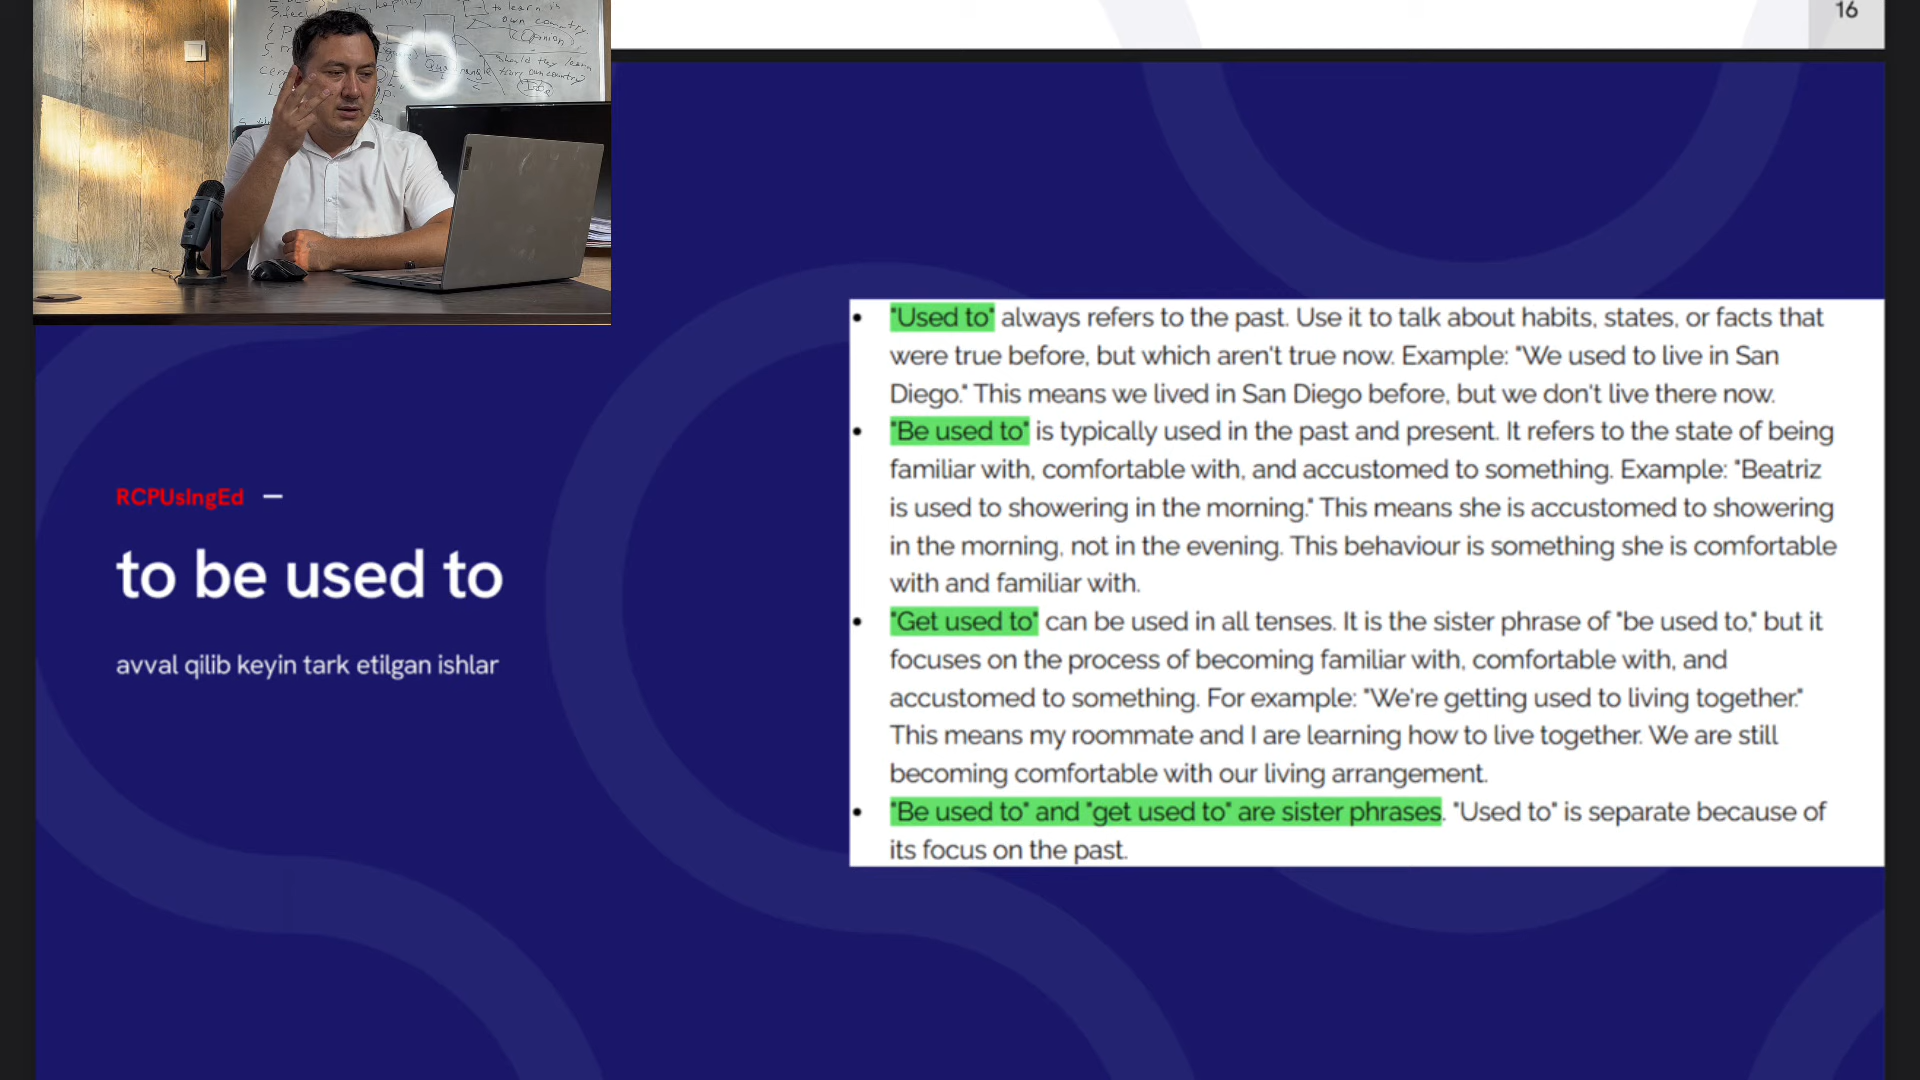 to learn in
own country
(Opinion)
should they learn
16
RCPUsIngEd —
to be used to
avval qilib keyin tark etilgan ishlar
• "Used to" always refers to the past. Use it to talk about habits, states, or facts that
were true before, but which aren't true now. Example: "We used to live in San
Diego." This means we lived in San Diego before, but we don't live there now.
• "Be used to" is typically used in the past and present. It refers to the state of being
familiar with, comfortable with, and accustomed to something. Example: "Beatriz
is used to showering in the morning." This means she is accustomed to showering
in the morning, not in the evening. This behaviour is something she is comfortable
with and familiar with.
• "Get used to" can be used in all tenses. It is the sister phrase of "be used to," but it
focuses on the process of becoming familiar with, comfortable with, and
accustomed to something. For example: "We're getting used to living together."
This means my roommate and I are learning how to live together. We are still
becoming comfortable with our living arrangement.
• "Be used to" and "get used to" are sister phrases. "Used to" is separate because of
its focus on the past.